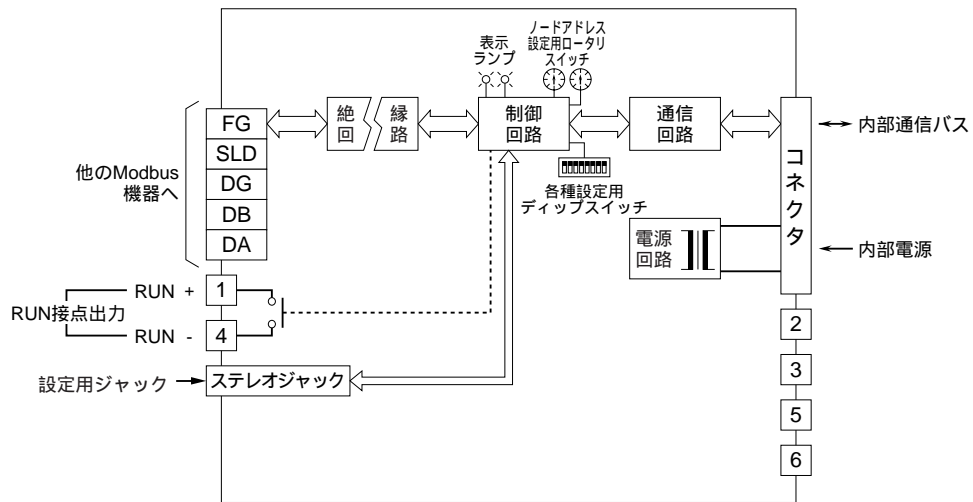 ノードアドレス
設定用ロータリ
スイッチ
表示
ランプ
FG
SLD
DG
DB
DA
他のModbus
機器へ
絶 縁
回 路
制御
回路
通信
回路
コネクタ
内部通信バス
各種設定用
ディップスイッチ
電源
回路
内部電源
RUN +
1
RUN接点出力
RUN -
4
設定用ジャック
ステレオジャック
2
3
5
6